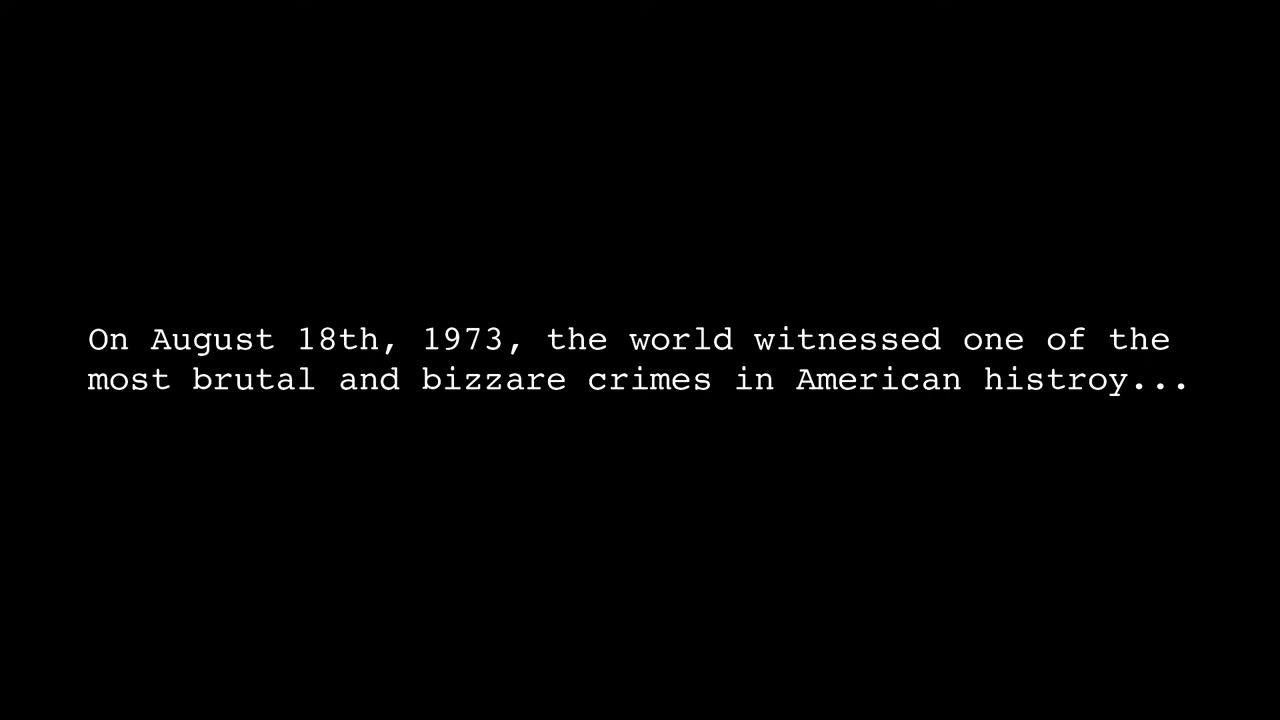 On August 18th, 1973, the world witnessed one of the
most brutal and bizzare crimes in American histroy...